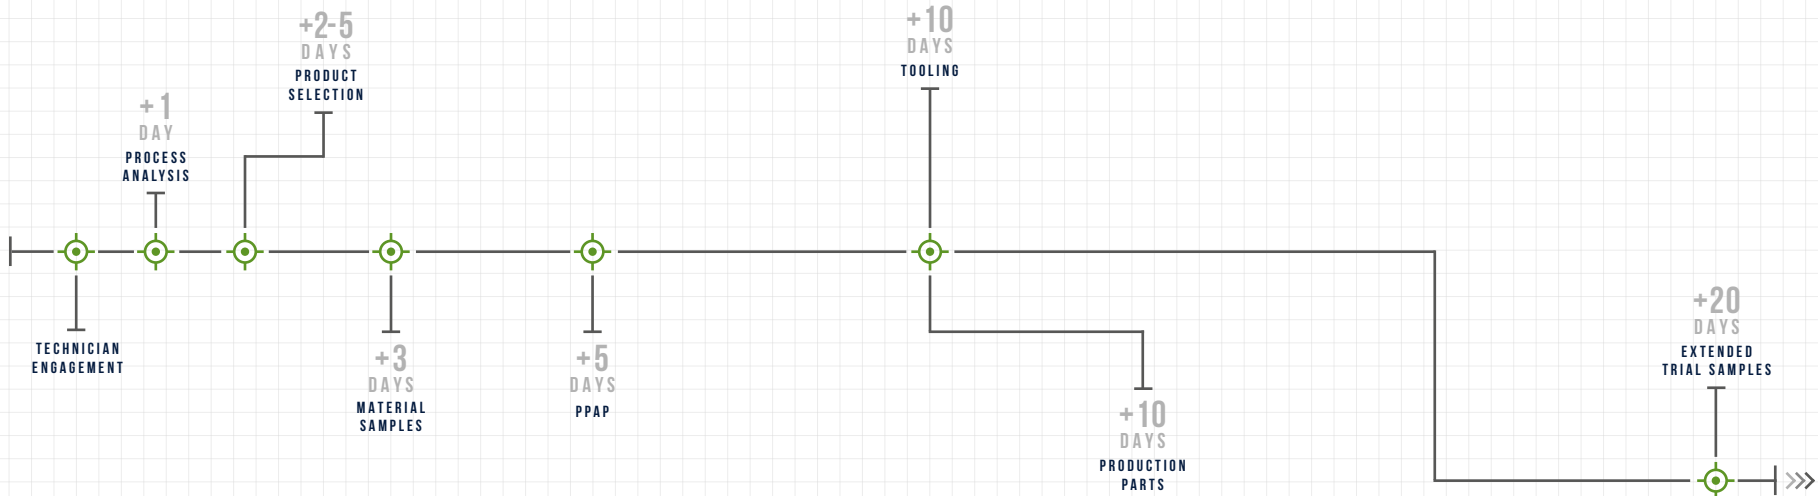 +1
DAY
PROCESS
ANALYSIS
+2-5
DAYS
PRODUCT
SELECTION
+10
DAYS
TOOLING
TECHNICIAN
ENGAGEMENT
+3
DAYS
MATERIAL
SAMPLES
+5
DAYS
PPAP
+10
DAYS
PRODUCTION
PARTS
+20
DAYS
EXTENDED
TRIAL SAMPLES